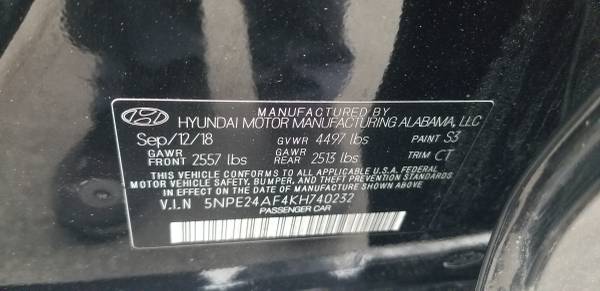 MANUFACTURED BY
HYUNDAI MOTOR MANUFACTURING ALABAMA, LLC
Sep/12/18 GVWR 4497 lbs PAINT S3
GAWR FRONT 2557 lbs GAWR REAR 2513 lbs TRIM CT
THIS VEHICLE CONFORMS TO ALL APPLICABLE U.S.A. FEDERAL
MOTOR VEHICLE SAFETY, BUMPER, AND THEFT PREVENTION STANDARDS
IN EFFECT ON THE DATE OF MANUFACTURE SHOWN ABOVE.
V.I.N 5NPE24AF4KH740232
PASSENGER CAR